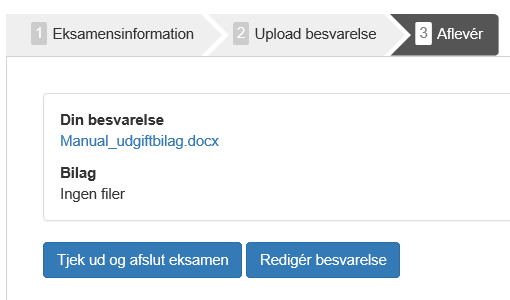 1 Eksamensinformation 2 Upload besvarelse 3 Aflevér
Din besvarelse
Manual_udgiftbilag.docx
Bilag
Ingen filer
Tjek ud og afslut eksamen Redigér besvarelse